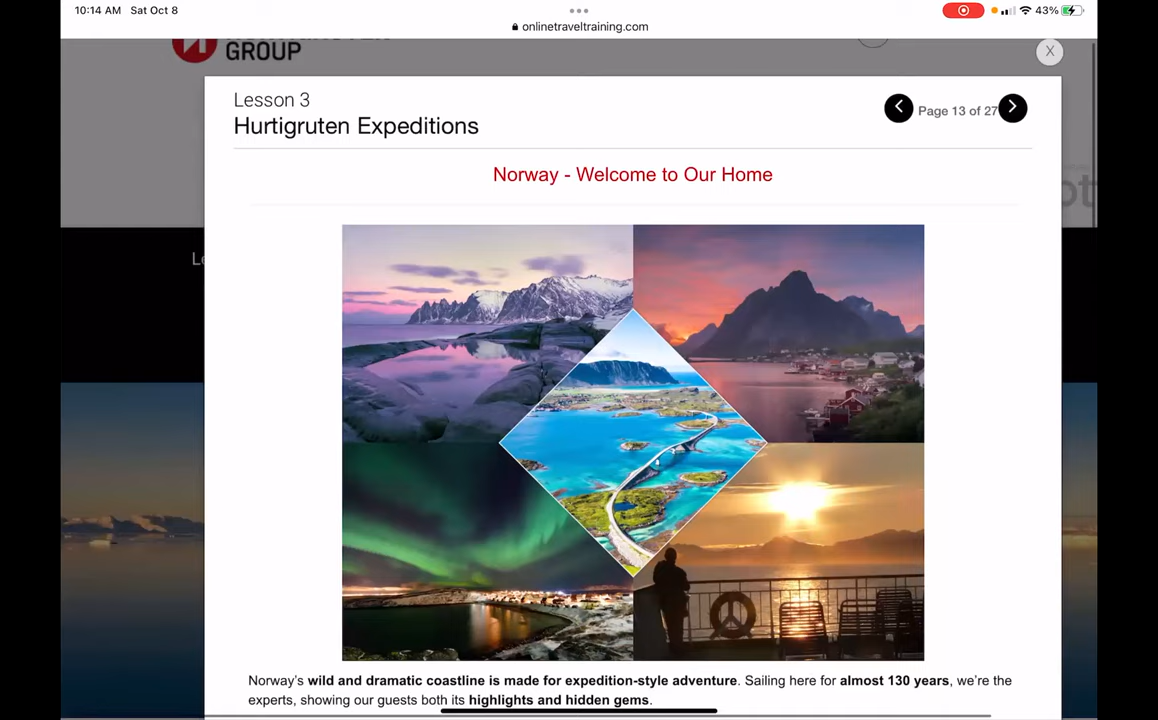 10:14 AM Sat Oct 8
43%
onlinetraveltraining.com
GROUP
X
Lesson 3
Hurtigruten Expeditions
Page 13 of 27
Norway - Welcome to Our Home
Norway's wild and dramatic coastline is made for expedition-style adventure. Sailing here for almost 130 years, we're the
experts, showing our guests both its highlights and hidden gems.